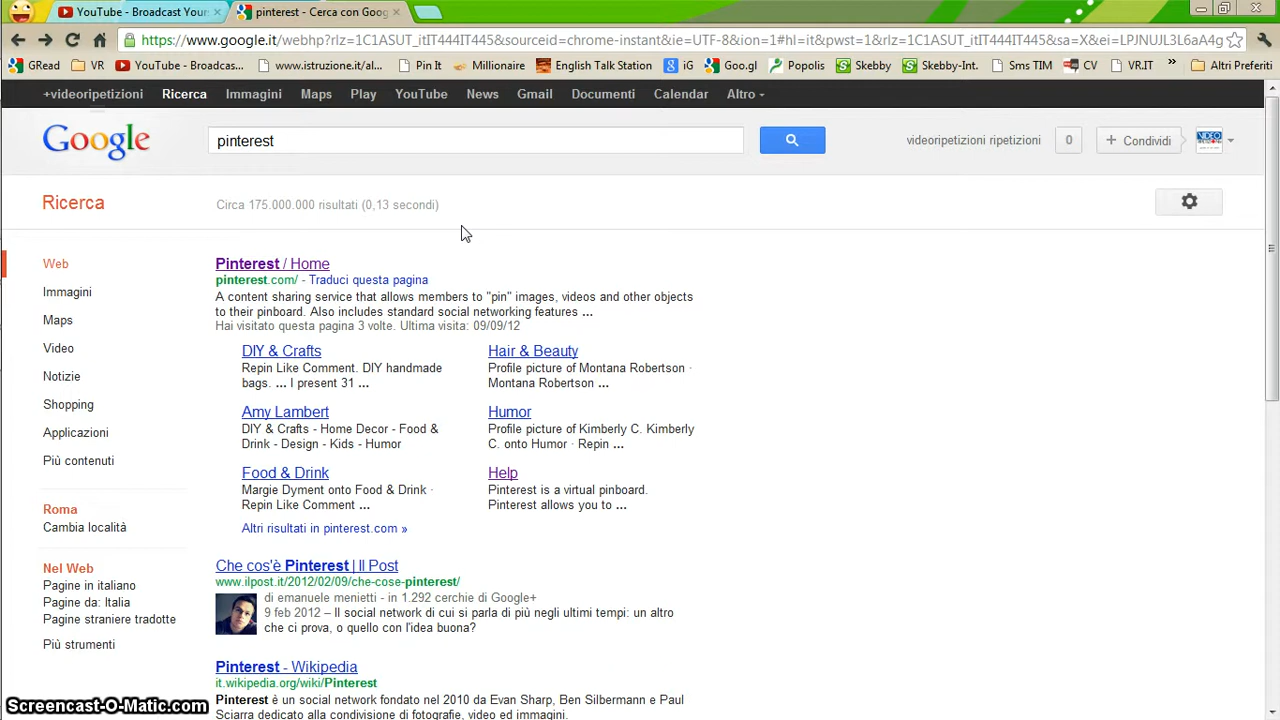 YouTube - Broadcast Your
pinterest - Cerca con Goog
https://www.google.it/webhp?rlz=1C1ASUT_itIT444IT445&sourceid=chrome-instant&ie=UTF-8&ion=1#hl=it&pwst=1&rlz=1C1ASUT_itIT444IT445&sa=X&ei=LPJNUJL3L6aA4g
GRead VR YouTube - Broadcas... www.istruzione.it/al... Pin It Millionaire English Talk Station iG Goo.gl Popolis Skebby Skebby-Int. Sms TIM CV VR.IT » Altri Preferiti
+videoripetizioni Ricerca Immagini Maps Play YouTube News Gmail Documenti Calendar Altro
Google pinterest videoripetizioni ripetizioni 0 + Condividi
Ricerca Circa 175.000.000 risultati (0,13 secondi)
Web
Immagini
Maps
Video
Notizie
Shopping
Applicazioni
Più contenuti
Roma
Cambia località
Nel Web
Pagine in italiano
Pagine da: Italia
Pagine straniere tradotte
Più strumenti
Pinterest / Home
pinterest.com/ - Traduci questa pagina
A content sharing service that allows members to "pin" images, videos and other objects
to their pinboard. Also includes standard social networking features ...
Hai visitato questa pagina 3 volte. Ultima visita: 09/09/12
DIY & Crafts
Repin Like Comment. DIY handmade
bags. ... I present 31 ...
Hair & Beauty
Profile picture of Montana Robertson ·
Montana Robertson ...
Amy Lambert
DIY & Crafts - Home Decor - Food &
Drink - Design - Kids - Humor
Humor
Profile picture of Kimberly C. Kimberly
C. onto Humor · Repin ...
Food & Drink
Margie Dyment onto Food & Drink ·
Repin Like Comment ...
Help
Pinterest is a virtual pinboard.
Pinterest allows you to ...
Altri risultati in pinterest.com »
Che cos'è Pinterest | Il Post
www.ilpost.it/2012/02/09/che-cose-pinterest/
di emanuele menietti - in 1.292 cerchie di Google+
9 feb 2012 – Il social network di cui si parla di più negli ultimi tempi: un altro
che ci prova, o quello con l'idea buona?
Pinterest - Wikipedia
it.wikipedia.org/wiki/Pinterest
Pinterest è un social network fondato nel 2010 da Evan Sharp, Ben Silbermann e Paul
Sciarra dedicato alla condivisione di fotografie, video ed immagini.
Screencast-O-Matic.com